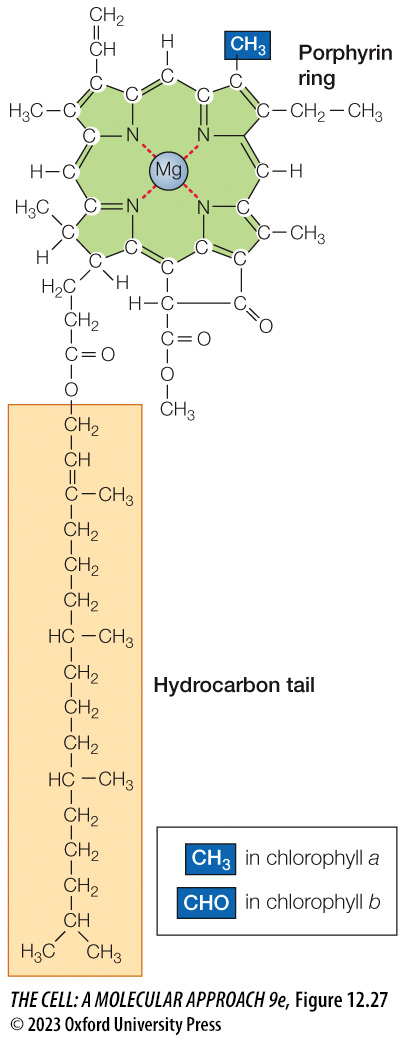 CH₂
CH
H
CH₃
Porphyrin
ring
C
C
C
C
H₃C
C
N
N
C
CH₂
CH₃
C
H
C
Mg
C
H
H₃C
C
N
N
C
C
CH₃
H
C
C
C
C
C
C
H
H₂C
H
C
C
O
CH₂
C
O
C
O
O
O
CH₃
CH₂
CH
C
CH₃
CH₂
CH₂
CH₂
HC
CH₃
CH₂
Hydrocarbon tail
CH₂
CH₂
HC
CH₃
CH₂
CH₂
CH₂
CH
H₃C
CH₃
CH₃ in chlorophyll a
CHO in chlorophyll b
THE CELL: A MOLECULAR APPROACH 9e, Figure 12.27
© 2023 Oxford University Press